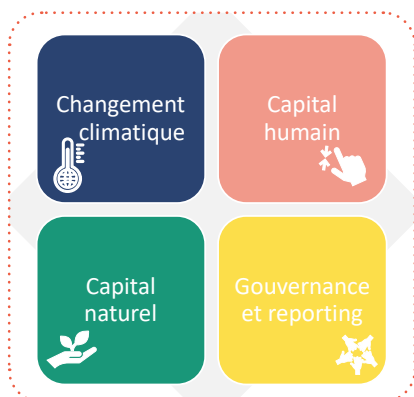 Changement
climatique
Capital
humain
Capital
naturel
Gouvernance
et reporting